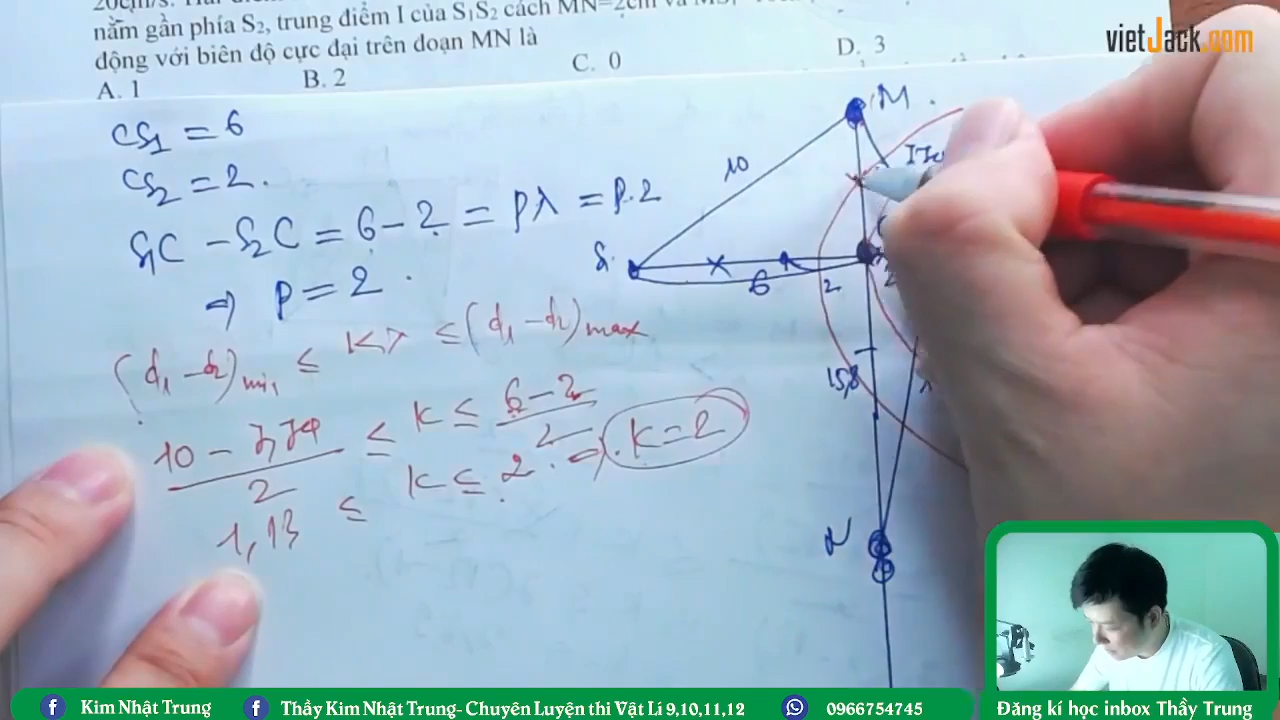 nằm gần phía S₂, trung điểm I của S₁S₂ cách MN=2cm và
động với biên độ cực đại trên đoạn MN là
A. 1 B. 2 C. 0 D. 3
vietJack.com
CS₁ = 6
CS₂ = 2.
S₁C - S₂C = 6 - 2 = Pλ = P.2
⇒ P = 2.
(d₁ - d₂)min ≤ Kλ ≤ (d₁ - d₂)max
10 - 7,74 / 2 ≤ K ≤ 6 - 2 / 2
1,13 ≤ K ≤ 2. ⇒ K = 2
M
10
6
2
15,8
N
Kim Nhật Trung
Thầy Kim Nhật Trung- Chuyên Luyện thi Vật Lí 9,10,11,12
0966754745
Đăng kí học inbox Thầy Trung